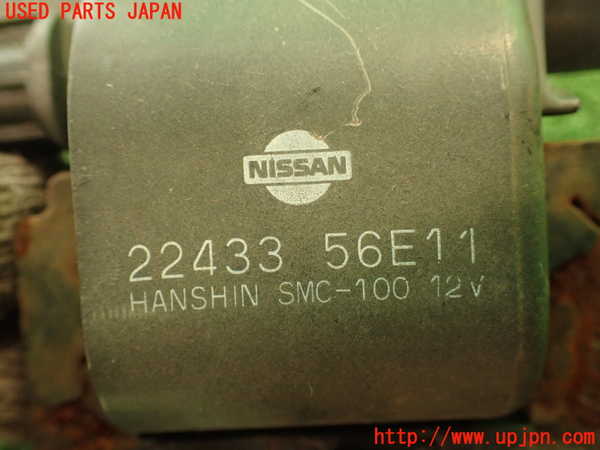 USED PARTS JAPAN
NISSAN
22433 56E11
HANSHIN SMC-100 12V
http://www.upjpn.com